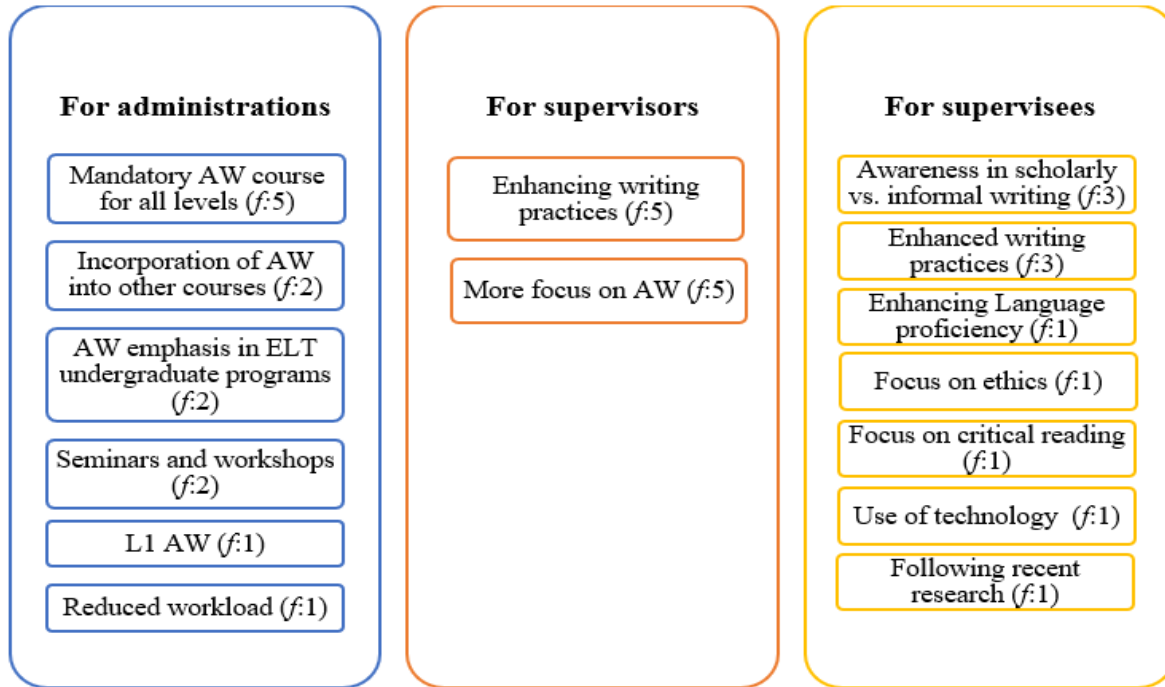 For administrations
Mandatory AW course
for all levels (f:5)
Incorporation of AW
into other courses (f:2)
AW emphasis in ELT
undergraduate programs
(f:2)
Seminars and workshops
(f:2)
L1 AW (f:1)
Reduced workload (f:1)
For supervisors
Enhancing writing
practices (f:5)
More focus on AW (f:5)
For supervisees
Awareness in scholarly
vs. informal writing (f:3)
Enhanced writing
practices (f:3)
Enhancing Language
proficiency (f:1)
Focus on ethics (f:1)
Focus on critical reading
(f:1)
Use of technology (f:1)
Following recent
research (f:1)